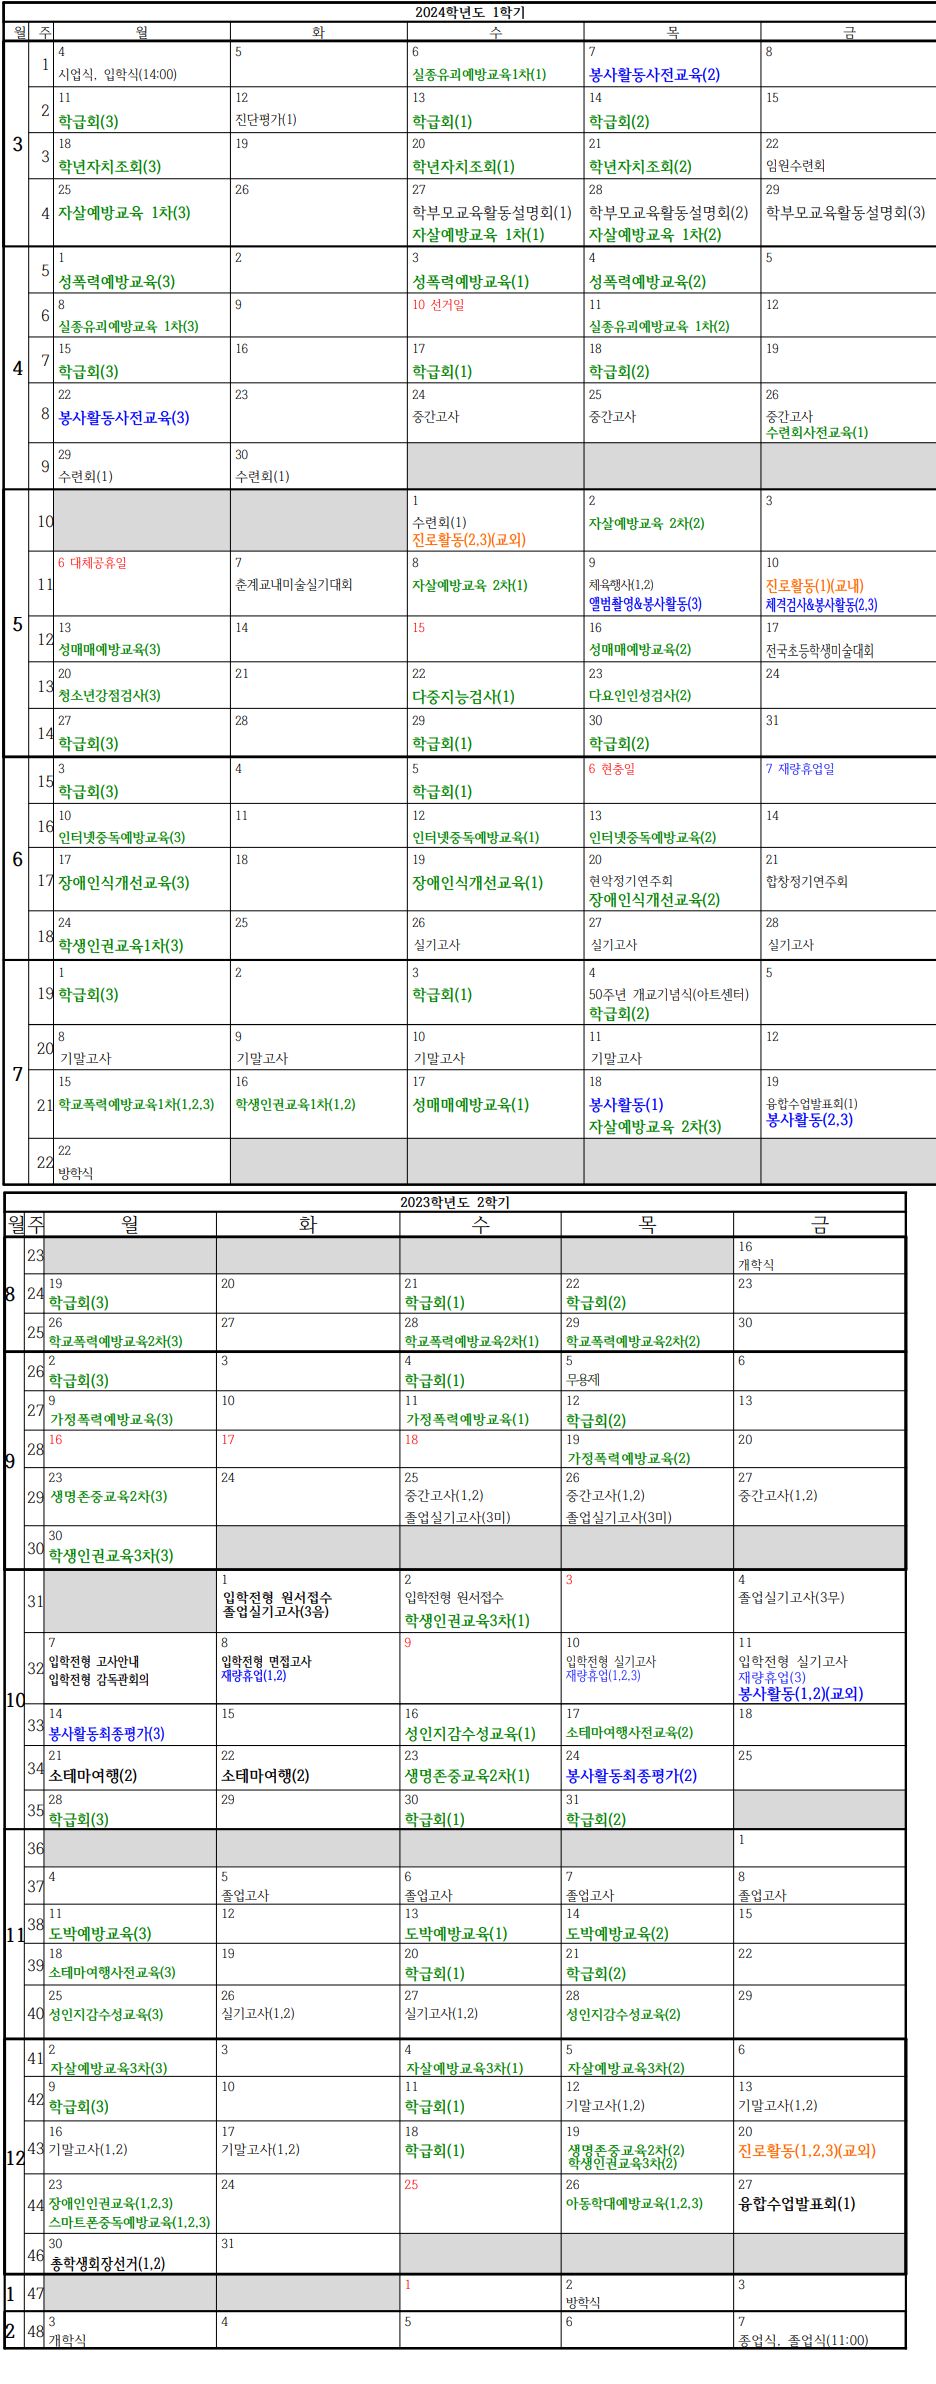 2024학년도 1학기
월 주 월 화 수 목 금
3
1
4
시업식, 입학식(14:00)
5
6
실종유괴예방교육1차(1)
7
봉사활동사전교육(2)
8
2
11
학급회(3)
12
진단평가(1)
13
학급회(1)
14
학급회(2)
15
3
18
학년자치조회(3)
19
20
학년자치조회(1)
21
학년자치조회(2)
22
임원수련회
4
25
자살예방교육 1차(3)
26
27
학부모교육활동설명회(1)
자살예방교육 1차(1)
28
학부모교육활동설명회(2)
자살예방교육 1차(2)
29
학부모교육활동설명회(3)
4
5
1
성폭력예방교육(3)
2
3
성폭력예방교육(1)
4
성폭력예방교육(2)
5
6
8
실종유괴예방교육 1차(3)
9
10 선거일
11
실종유괴예방교육 1차(2)
12
7
15
학급회(3)
16
17
학급회(1)
18
학급회(2)
19
8
22
봉사활동사전교육(3)
23
24
중간고사
25
중간고사
26
중간고사
수련회사전교육(1)
9
29
수련회(1)
30
수련회(1)
5
10
1
수련회(1)
진로활동(2,3)(교외)
2
자살예방교육 2차(2)
3
11
6 대체공휴일
7
춘계교내미술실기대회
8
자살예방교육 2차(1)
9
체육행사(1,2)
앨범촬영&봉사활동(3)
10
진로활동(1)(교내)
체격검사&봉사활동(2,3)
12
13
성매매예방교육(3)
14
15
16
성매매예방교육(2)
17
전국초등학생미술대회
13
20
청소년강점검사(3)
21
22
다중지능검사(1)
23
다요인인성검사(2)
24
14
27
학급회(3)
28
29
학급회(1)
30
학급회(2)
31
6
15
3
학급회(3)
4
5
학급회(1)
6 현충일
7 재량휴업일
16
10
인터넷중독예방교육(3)
11
12
인터넷중독예방교육(1)
13
인터넷중독예방교육(2)
14
17
17
장애인식개선교육(3)
18
19
장애인식개선교육(1)
20
현악정기연주회
장애인식개선교육(2)
21
합창정기연주회
18
24
학생인권교육1차(3)
25
26
실기고사
27
실기고사
28
실기고사
7
19
1
학급회(3)
2
3
학급회(1)
4
50주년 개교기념식(아트센터)
학급회(2)
5
20
8
기말고사
9
기말고사
10
기말고사
11
기말고사
12
21
15
학교폭력예방교육1차(1,2,3)
16
학생인권교육1차(1,2)
17
성매매예방교육(1)
18
봉사활동(1)
자살예방교육 2차(3)
19
융합수업발표회(1)
봉사활동(2,3)
22
22
방학식
2023학년도 2학기
월 주 월 화 수 목 금
8
23
16
개학식
24
19
학급회(3)
20
21
학급회(1)
22
학급회(2)
23
25
26
학교폭력예방교육2차(3)
27
28
학교폭력예방교육2차(1)
29
학교폭력예방교육2차(2)
30
9
26
2
학급회(3)
3
4
학급회(1)
5
무용제
6
27
9
가정폭력예방교육(3)
10
11
가정폭력예방교육(1)
12
학급회(2)
13
28
16
17
18
19
가정폭력예방교육(2)
20
29
23
생명존중교육2차(3)
24
25
중간고사(1,2)
졸업실기고사(3미)
26
중간고사(1,2)
졸업실기고사(3미)
27
중간고사(1,2)
30
30
학생인권교육3차(3)
10
31
1
입학전형 원서접수
졸업실기고사(3음)
2
입학전형 원서접수
학생인권교육3차(1)
3
4
졸업실기고사(3무)
32
7
입학전형 고사안내
입학전형 감독관회의
8
입학전형 면접고사
재량휴업(1,2)
9
10
입학전형 실기고사
재량휴업(1,2,3)
11
입학전형 실기고사
재량휴업(3)
봉사활동(1,2)(교외)
33
14
봉사활동최종평가(3)
15
16
성인지감수성교육(1)
17
소테마여행사전교육(2)
18
34
21
소테마여행(2)
22
소테마여행(2)
23
생명존중교육2차(1)
24
봉사활동최종평가(2)
25
35
28
학급회(3)
29
30
학급회(1)
31
학급회(2)
11
36
1
37
4
5
졸업고사
6
졸업고사
7
졸업고사
8
졸업고사
38
11
도박예방교육(3)
12
13
도박예방교육(1)
14
도박예방교육(2)
15
39
18
소테마여행사전교육(3)
19
20
학급회(1)
21
학급회(2)
22
40
25
성인지감수성교육(3)
26
실기고사(1,2)
27
실기고사(1,2)
28
성인지감수성교육(2)
29
12
41
2
자살예방교육3차(3)
3
4
자살예방교육3차(1)
5
자살예방교육3차(2)
6
42
9
학급회(3)
10
11
학급회(1)
12
기말고사(1,2)
13
기말고사(1,2)
43
16
기말고사(1,2)
17
기말고사(1,2)
18
학급회(1)
19
생명존중교육2차(2)
학생인권교육3차(2)
20
진로활동(1,2,3)(교외)
44
23
장애인인권교육(1,2,3)
스마트폰중독예방교육(1,2,3)
24
25
26
아동학대예방교육(1,2,3)
27
융합수업발표회(1)
46
30
총학생회장선거(1,2)
31
1
47
1
2
방학식
3
2
48
3
개학식
4
5
6
7
종업식, 졸업식(11:00)